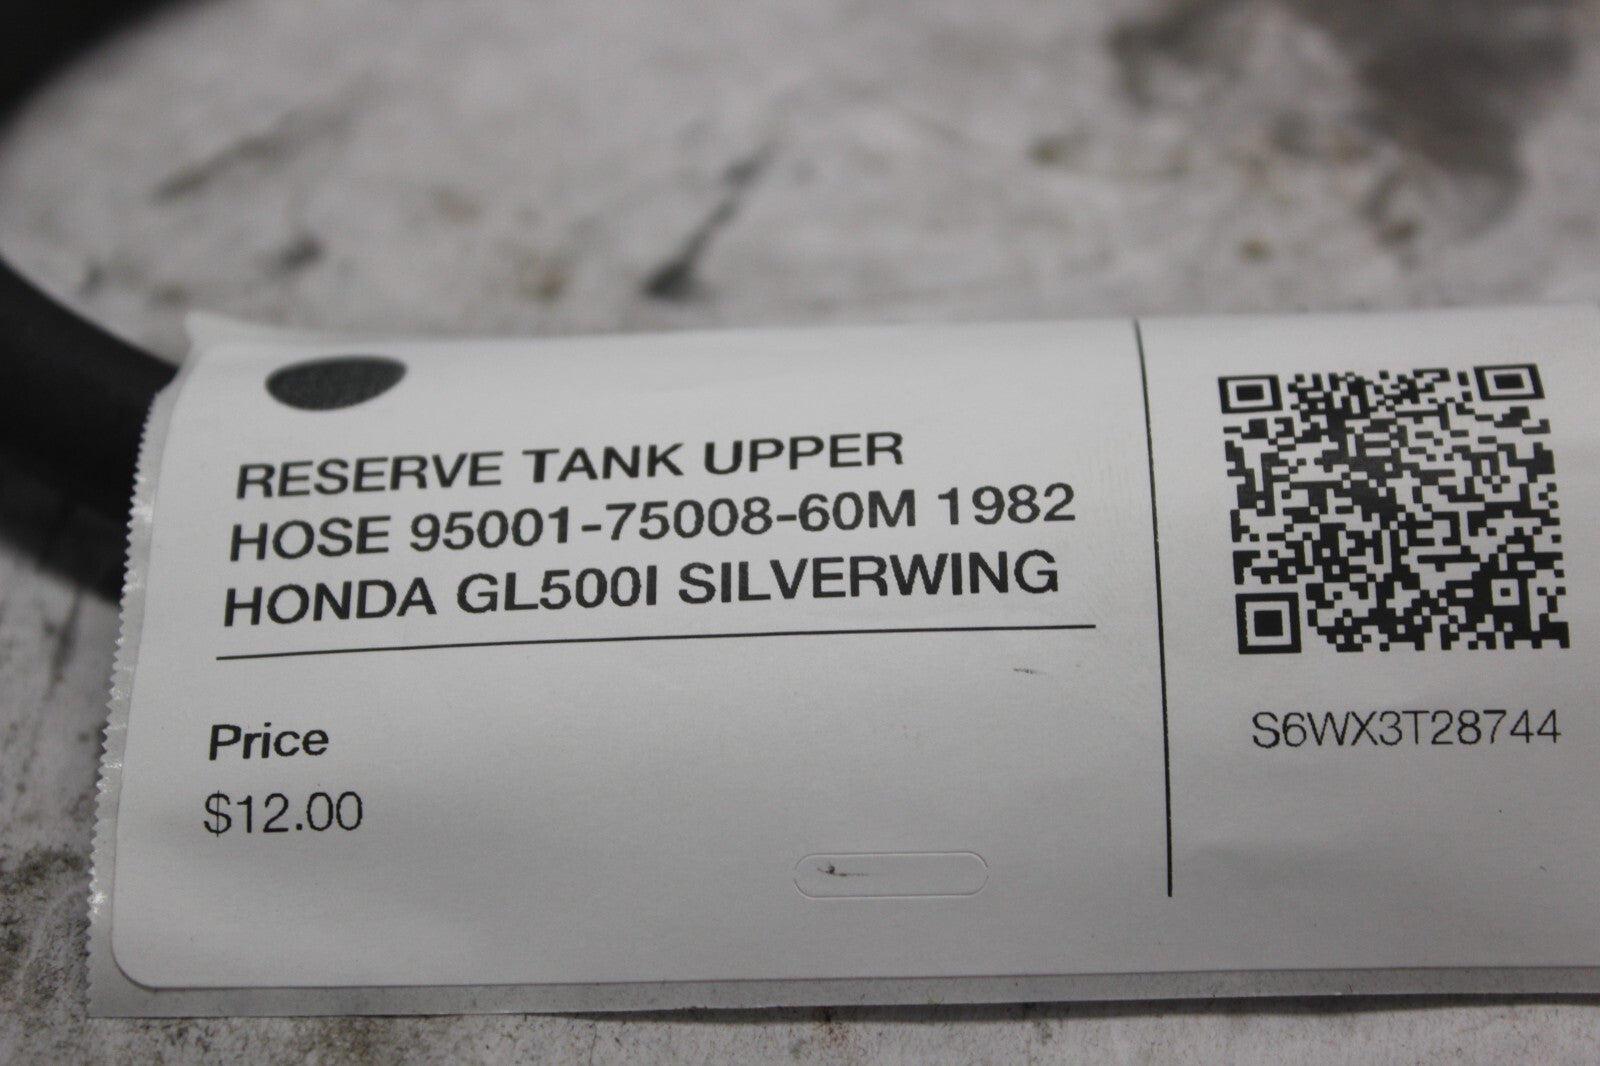 RESERVE TANK UPPER
HOSE 95001-75008-60M 1982
HONDA GL500I SILVERWING
Price
$12.00
S6WX3T28744